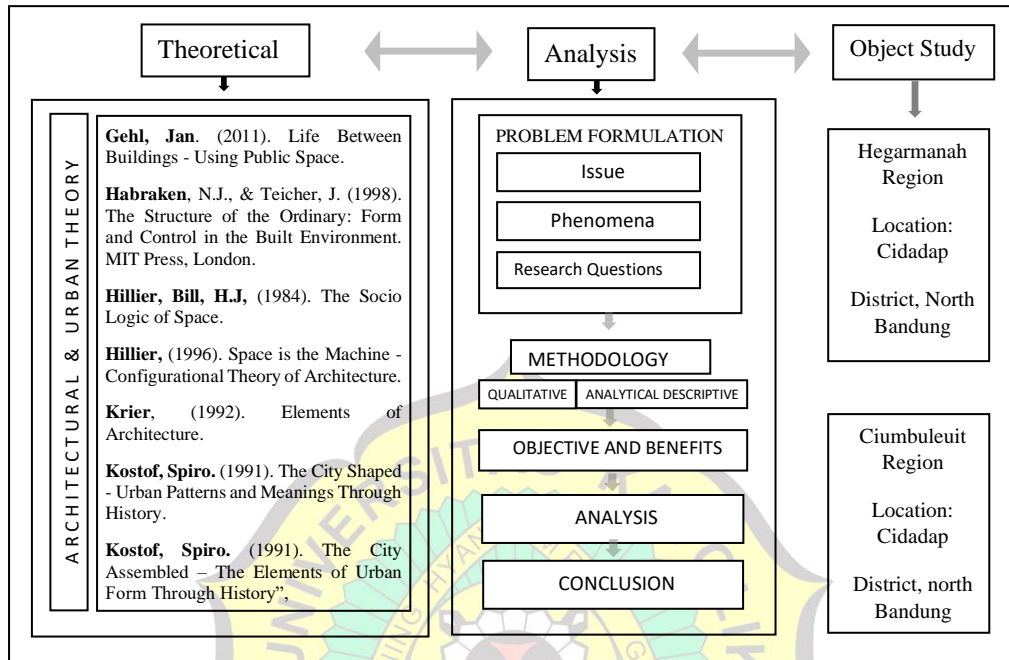 Theoretical
Analysis
Object Study
ARCHITECTURAL & URBAN THEORY
Gehl, Jan. (2011). Life Between
Buildings - Using Public Space.
Habraken, N.J., & Teicher, J. (1998).
The Structure of the Ordinary: Form
and Control in the Built Environment.
MIT Press, London.
Hillier, Bill, H.J, (1984). The Socio
Logic of Space.
Hillier, (1996). Space is the Machine -
Configurational Theory of Architecture.
Krier, (1992). Elements of
Architecture.
Kostof, Spiro. (1991). The City Shaped
- Urban Patterns and Meanings Through
History.
Kostof, Spiro. (1991). The City
Assembled – The Elements of Urban
Form Through History”,
PROBLEM FORMULATION
Issue
Phenomena
Research Questions
METHODOLOGY
QUALITATIVE
ANALYTICAL DESCRIPTIVE
OBJECTIVE AND BENEFITS
ANALYSIS
CONCLUSION
Hegarmanah
Region
Location:
Cidadap
District, North
Bandung
Ciumbuleuit
Region
Location:
Cidadap
District, north
Bandung